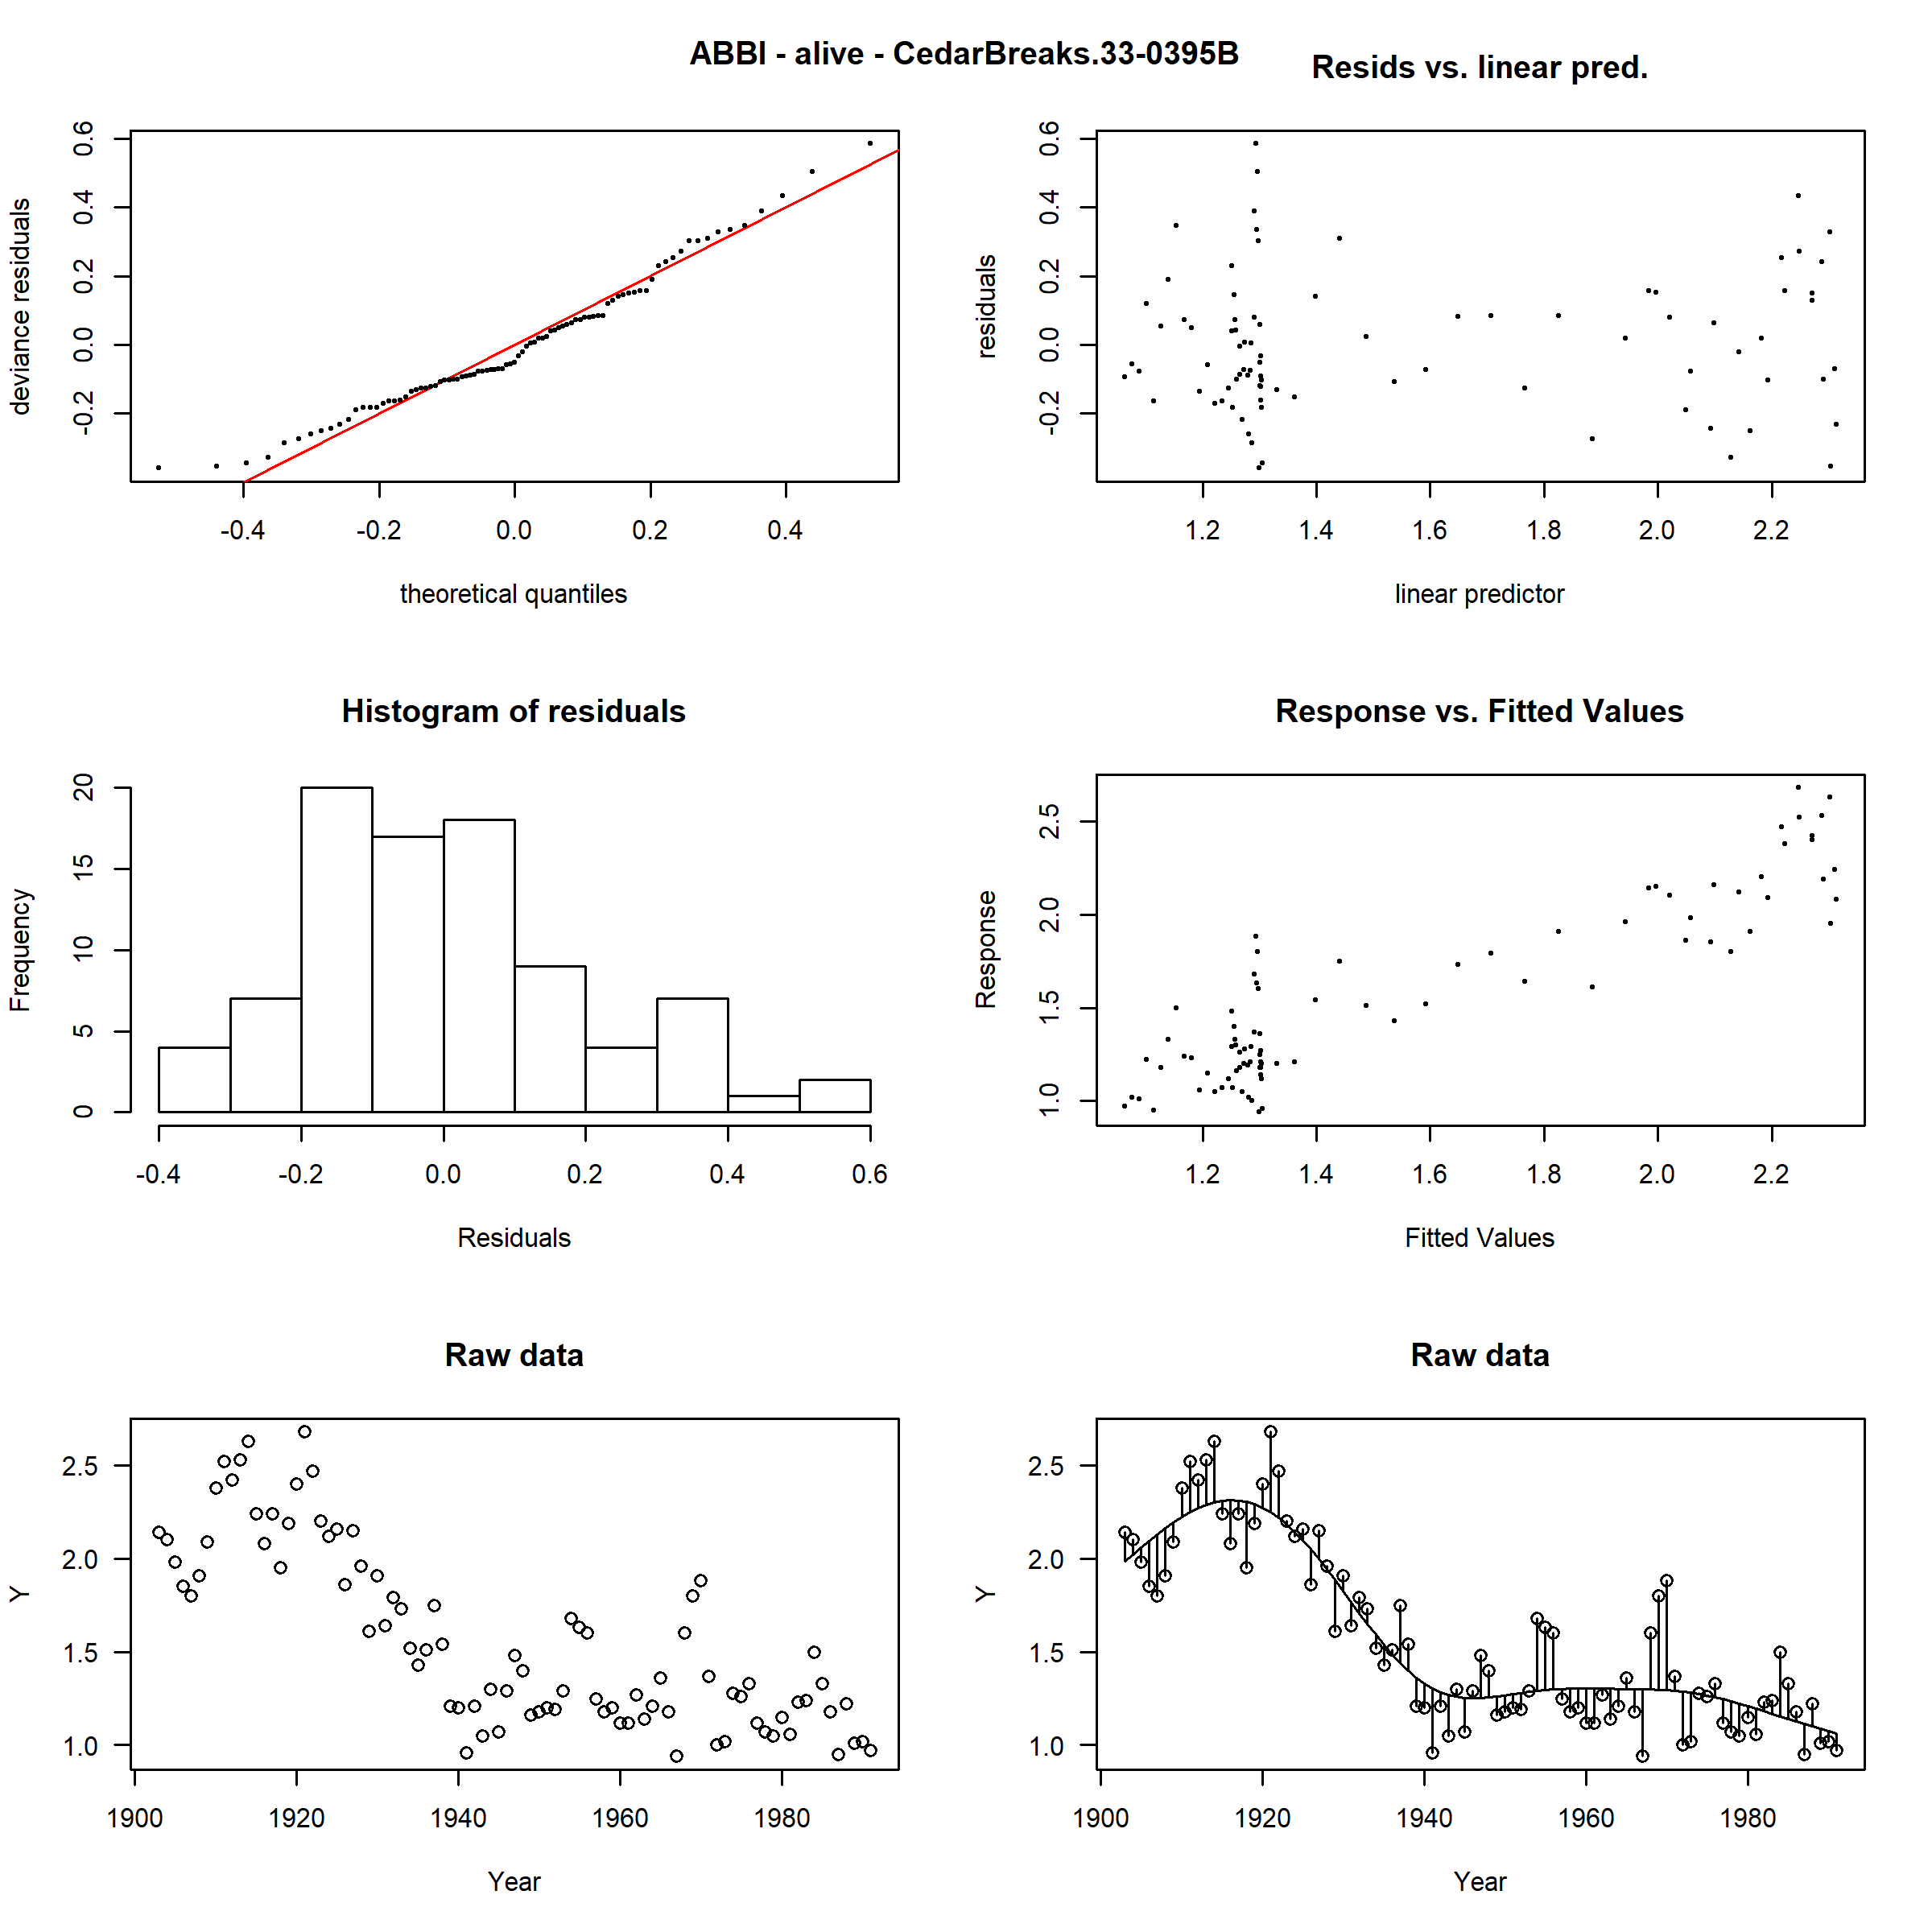 ABBI - alive - CedarBreaks.33-0395B
Resids vs. linear pred.
deviance residuals
-0.2 0.0 0.2 0.4 0.6
-0.4 -0.2 0.0 0.2 0.4
theoretical quantiles
residuals
-0.2 0.0 0.2 0.4 0.6
1.2 1.4 1.6 1.8 2.0 2.2
linear predictor
Histogram of residuals
Frequency
0 5 10 15 20
-0.4 -0.2 0.0 0.2 0.4 0.6
Residuals
Response vs. Fitted Values
Response
1.0 1.5 2.0 2.5
1.2 1.4 1.6 1.8 2.0 2.2
Fitted Values
Raw data
Y
2.5
2.0
1.5
1.0
1900 1920 1940 1960 1980
Year
Raw data
Y
2.5
2.0
1.5
1.0
1900 1920 1940 1960 1980
Year